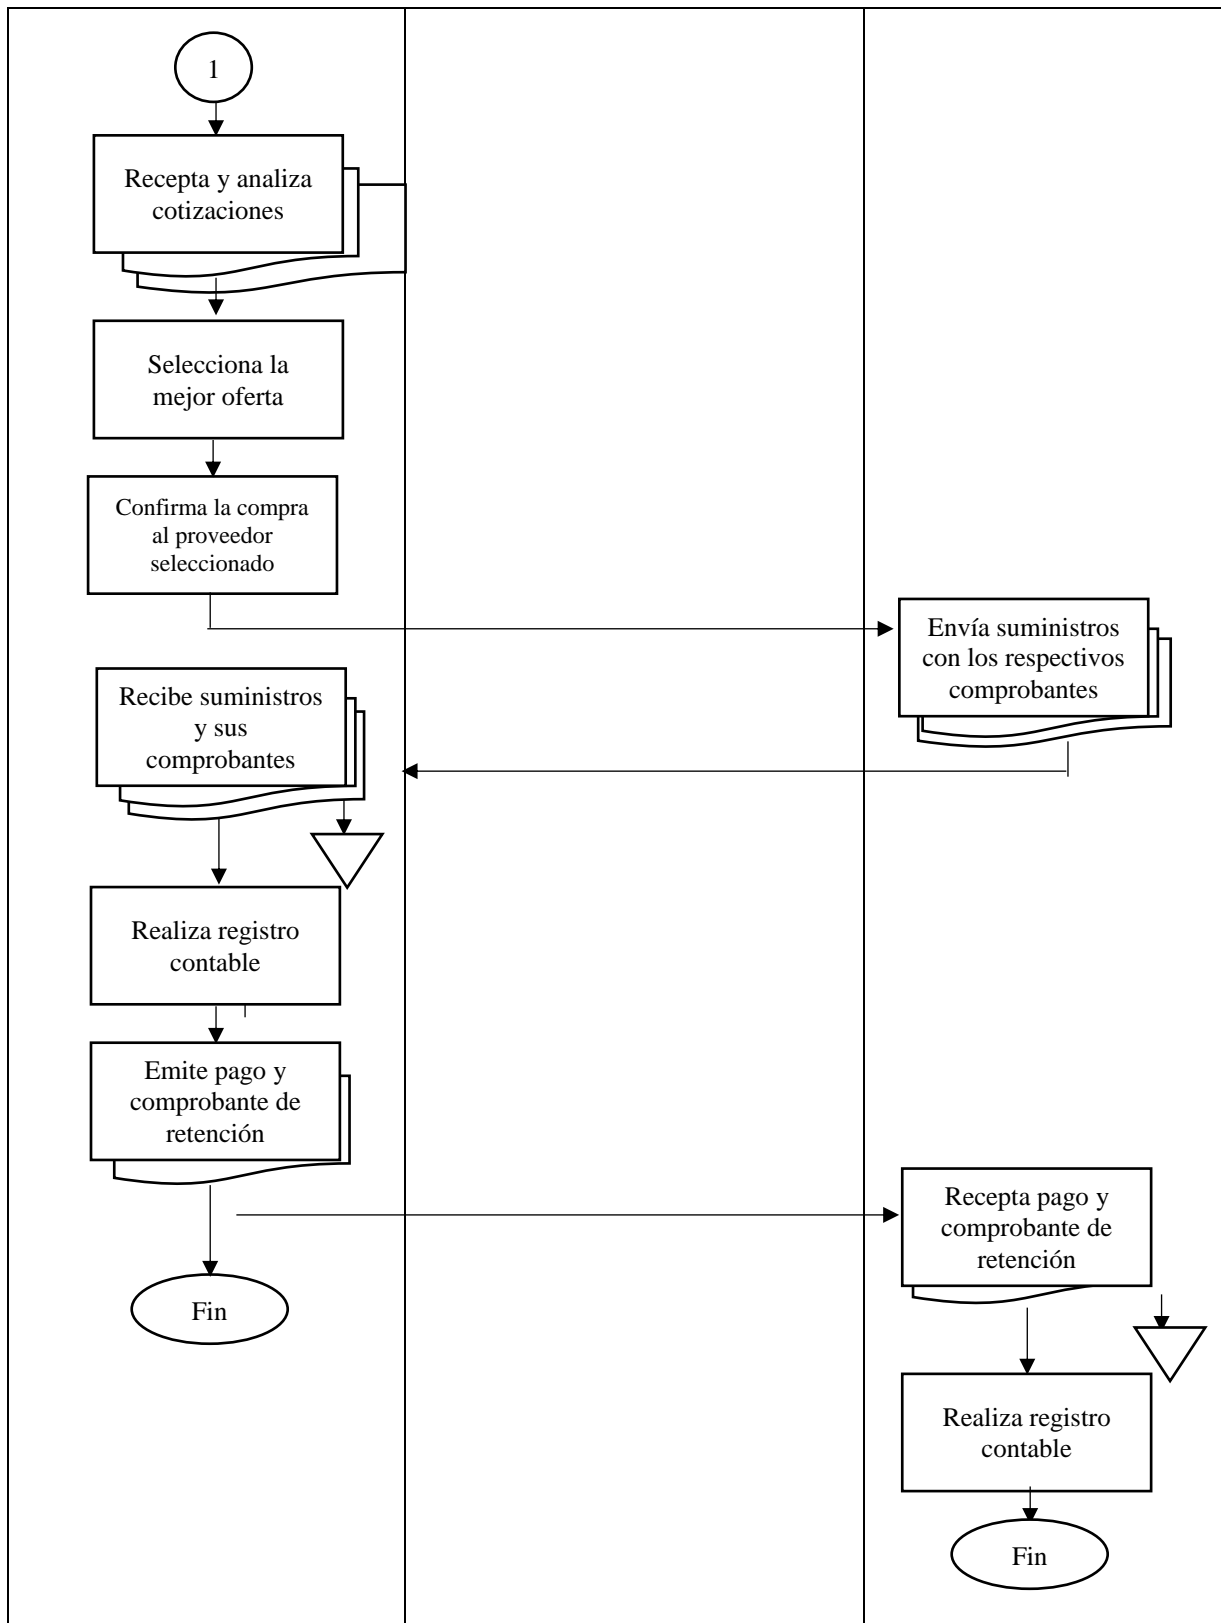 1
Recepta y analiza
cotizaciones
Selecciona la
mejor oferta
Confirma la compra
al proveedor
seleccionado
Envía suministros
con los respectivos
comprobantes
Recibe suministros
y sus
comprobantes
Realiza registro
contable
Emite pago y
comprobante de
retención
Recepta pago y
comprobante de
retención
Fin
Realiza registro
contable
Fin